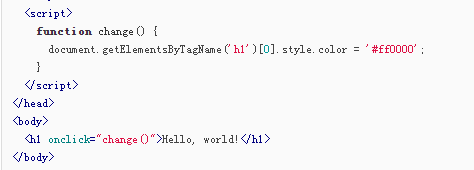 <script>
function change() {
document.getElementsByTagName('h1')[0].style.color = '#ff0000';
}
</script>
</head>
<body>
<h1 onclick="change()">Hello, world!</h1>
</body>